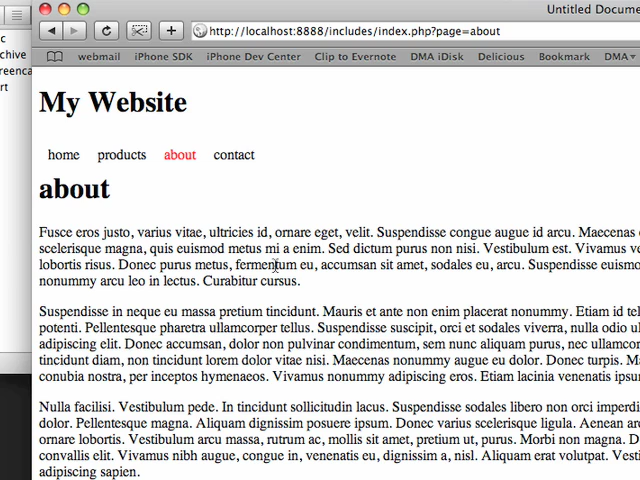 Untitled Docume
http://localhost:8888/includes/index.php?page=about
webmail iPhone SDK iPhone Dev Center Clip to Evernote DMA iDisk Delicious Bookmark DMA
c
chive
reenca
rt
My Website
home products about contact
about
Fusce eros justo, varius vitae, ultricies id, ornare eget, velit. Suspendisse congue augue id arcu. Maecenas
scelerisque magna, quis euismod metus mi a enim. Sed dictum purus non nisi. Vestibulum est. Vivamus v
lobortis risus. Donec purus metus, fermentum eu, accumsan sit amet, sodales eu, arcu. Suspendisse euismo
nonummy arcu leo in lectus. Curabitur cursus.
Suspendisse in neque eu massa pretium tincidunt. Mauris et ante non enim placerat nonummy. Etiam id tel
potenti. Pellentesque pharetra ullamcorper tellus. Suspendisse suscipit, orci et sodales viverra, nulla odio u
adipiscing elit. Donec accumsan, dolor non pulvinar condimentum, sem nunc aliquam purus, nec ullamcor
tincidunt diam, non tincidunt lorem dolor vitae nisi. Maecenas nonummy augue eu dolor. Donec turpis. M
conubia nostra, per inceptos hymenaeos. Vivamus nonummy adipiscing eros. Etiam lacinia venenatis ipsu
Nulla facilisi. Vestibulum pede. In tincidunt sollicitudin lacus. Suspendisse sodales libero non orci imperdi
dolor. Pellentesque magna. Aliquam dignissim posuere ipsum. Donec varius scelerisque ligula. Aenean ar
ornare lobortis. Vestibulum arcu massa, rutrum ac, mollis sit amet, pretium ut, purus. Morbi non magna. D
convallis elit. Vivamus nibh augue, congue in, venenatis eu, dignissim a, nisl. Aliquam erat volutpat. Vestib
adipiscing sapien.